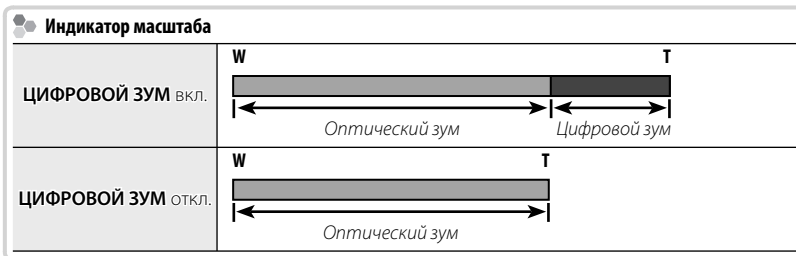 Индикатор масштаба
W T
ЦИФРОВОЙ ЗУМ ВКЛ.
Оптический зум Цифровой зум
W T
ЦИФРОВОЙ ЗУМ ОТКЛ.
Оптический зум